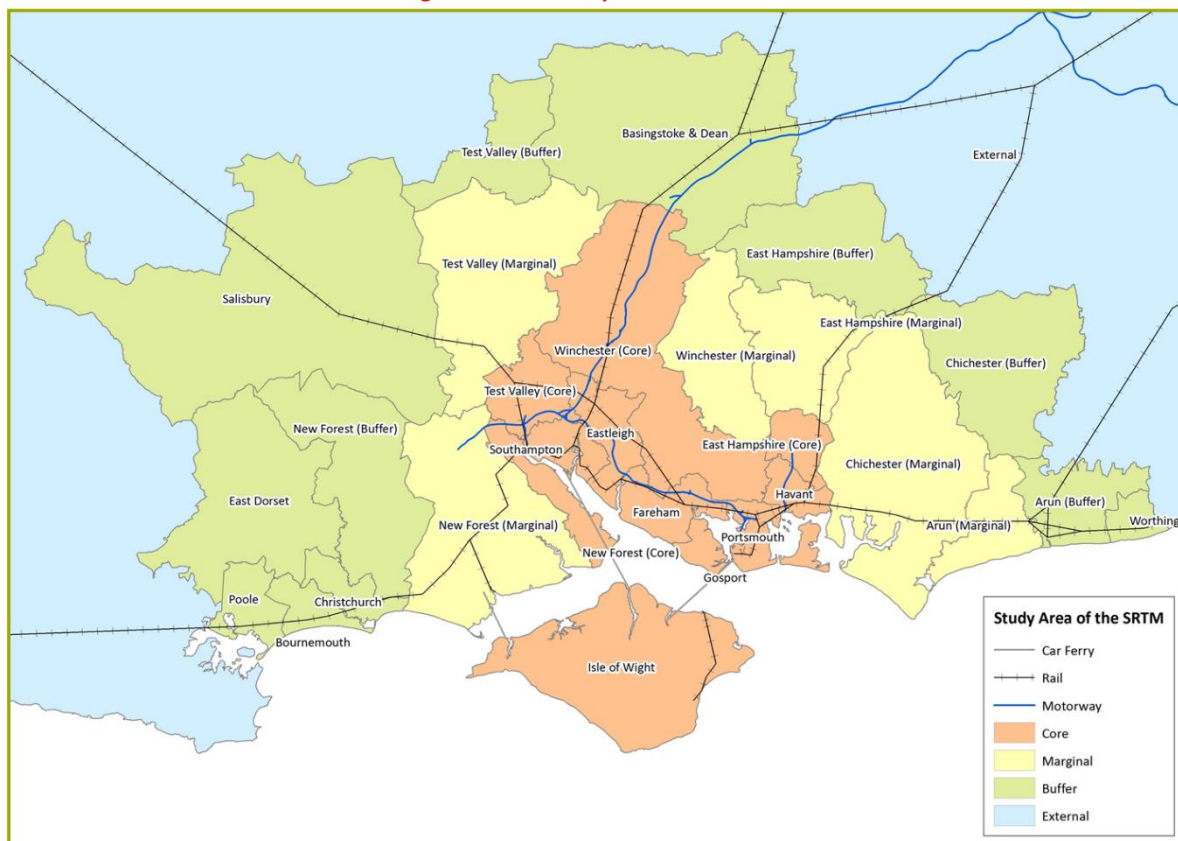 Basingstoke & Dean
Test Valley (Buffer)
External
East Hampshire (Buffer)
Test Valley (Marginal)
Salisbury
East Hampshire (Marginal)
Winchester (Core)
Winchester (Marginal)
Chichester (Buffer)
Test Valley (Core)
New Forest (Buffer)
Eastleigh
East Hampshire (Core)
Southampton
Chichester (Marginal)
Havant
East Dorset
Arun (Buffer)
Fareham
New Forest (Marginal)
Arun (Marginal)
Worthing
Portsmouth
New Forest (Core)
Gosport
Poole
Christchurch
Bournemouth
Isle of Wight
Study Area of the SRTM
Car Ferry
Rail
Motorway
Core
Marginal
Buffer
External